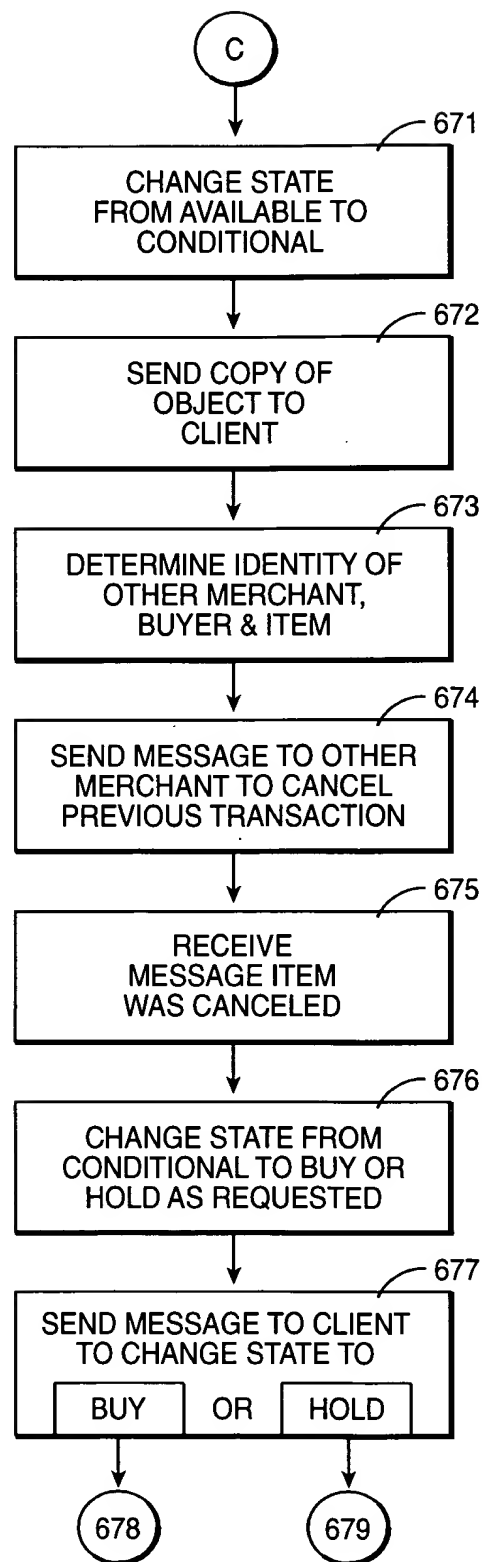 C
671
CHANGE STATE
FROM AVAILABLE TO
CONDITIONAL
672
SEND COPY OF
OBJECT TO
CLIENT
673
DETERMINE IDENTITY OF
OTHER MERCHANT,
BUYER & ITEM
674
SEND MESSAGE TO OTHER
MERCHANT TO CANCEL
PREVIOUS TRANSACTION
675
RECEIVE
MESSAGE ITEM
WAS CANCELED
676
CHANGE STATE FROM
CONDITIONAL TO BUY OR
HOLD AS REQUESTED
677
SEND MESSAGE TO CLIENT
TO CHANGE STATE TO
BUY OR HOLD
678 679